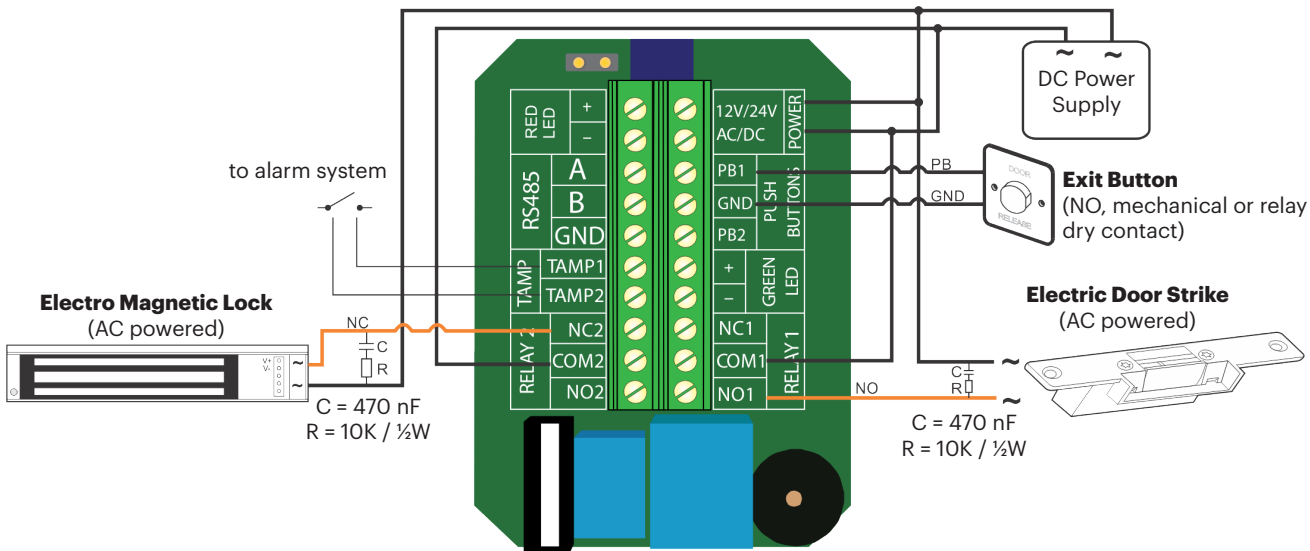 ~ ~
DC Power
Supply
RED
LED
+
−
RS485
A
B
GND
TAMP
TAMP1
TAMP2
RELAY 2
NC2
COM2
NO2
12V/24V
AC/DC
POWER
PB1
GND
PB2
PUSH
BUTTONS
+
−
GREEN
LED
NC1
COM1
NO1
RELAY 1
PB
GND
DOOR
RELEASE
Exit Button
(NO, mechanical or relay
dry contact)
to alarm system
Electro Magnetic Lock
(AC powered)
NC
C
R
V+
V-
~
~
C = 470 nF
R = 10K / ½W
Electric Door Strike
(AC powered)
NO
C
R
~
~
C = 470 nF
R = 10K / ½W